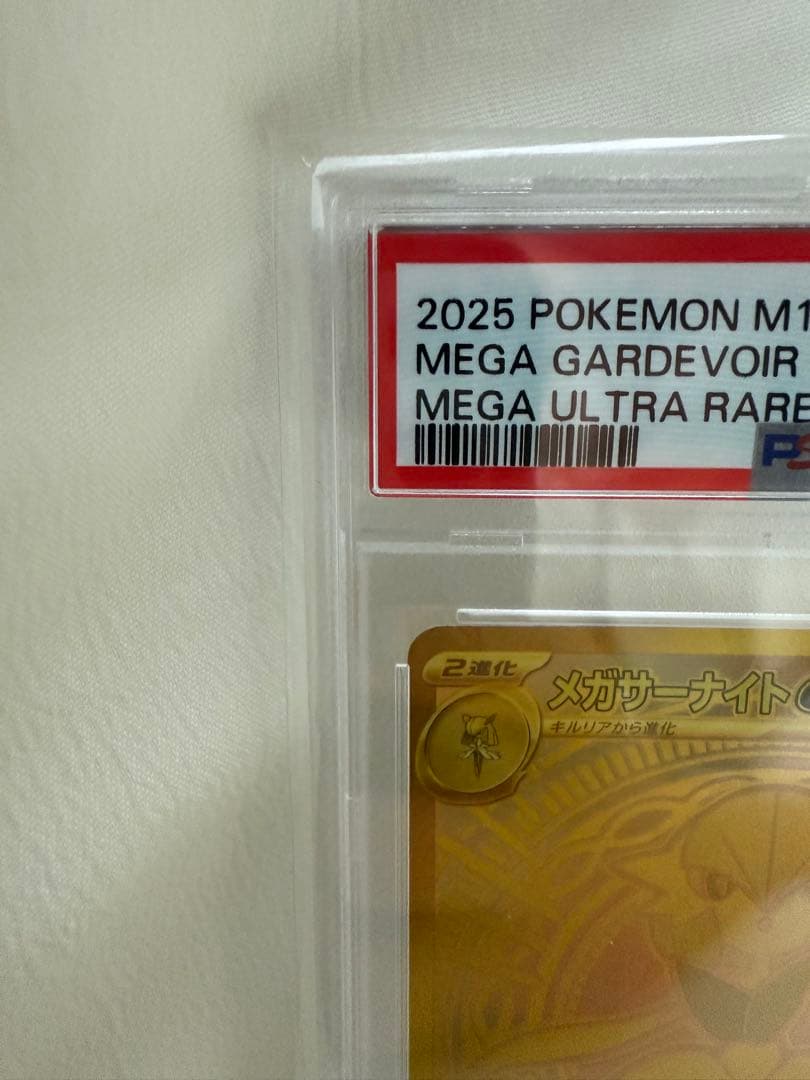 2025 POKEMON M1
MEGA GARDEVOIR
MEGA ULTRA RARE
PS
2進化
メガサーナイト
キルリアから進化